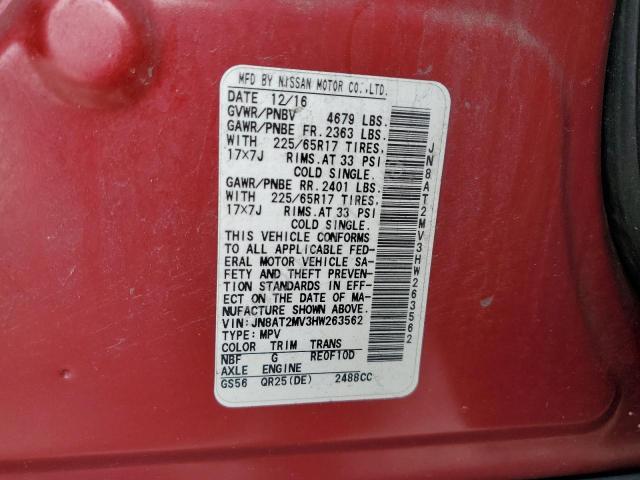 MFD BY NISSAN MOTOR CO.,LTD.
DATE 12/16
GVWR/PNBV 4679 LBS.
GAWR/PNBE FR. 2363 LBS.
WITH 225/65R17 TIRES,
17×7J RIMS.AT 33 PSI
COLD SINGLE.
GAWR/PNBE RR. 2401 LBS.
WITH 225/65R17 TIRES,
17×7J RIMS.AT 33 PSI
COLD SINGLE.
THIS VEHICLE CONFORMS
TO ALL APPLICABLE FED-
ERAL MOTOR VEHICLE SA-
FETY AND THEFT PREVEN-
TION STANDARDS IN EFF-
ECT ON THE DATE OF MA-
NUFACTURE SHOWN ABOVE.
VIN: JN8AT2MV3HW263562
TYPE: MPV
COLOR TRIM TRANS
NBF G RE0F10D
AXLE ENGINE
GS56 QR25(DE) 2488CC
JN8AT2MV3HW263562